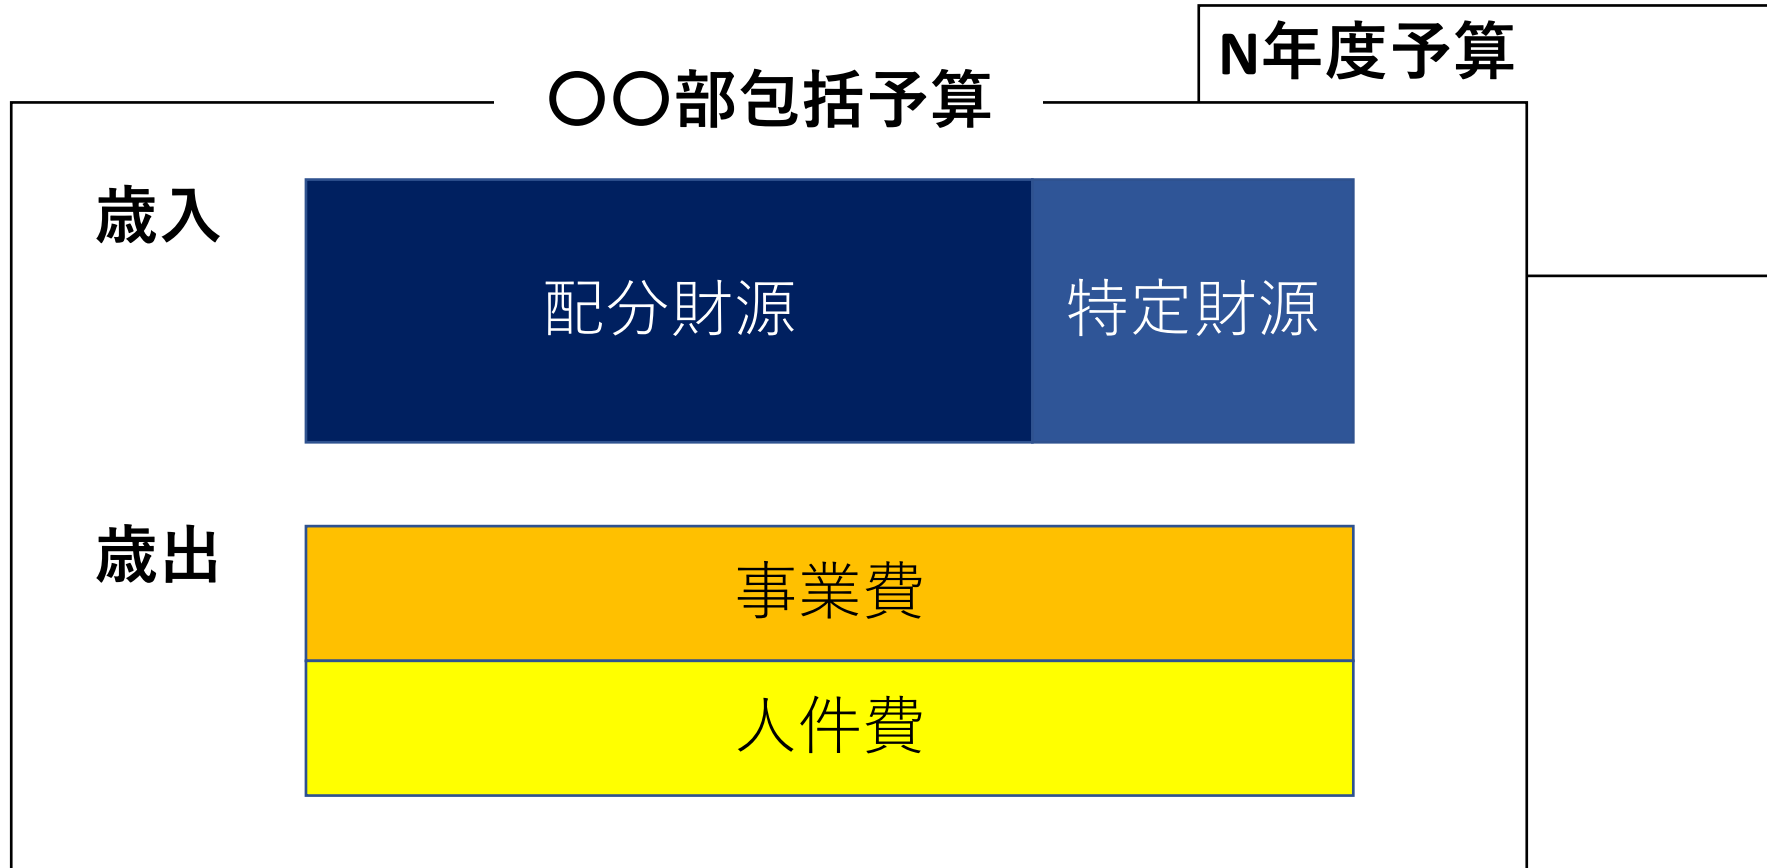 N年度予算
〇〇部包括予算
歳入
配分財源
特定財源
歳出
事業費
人件費